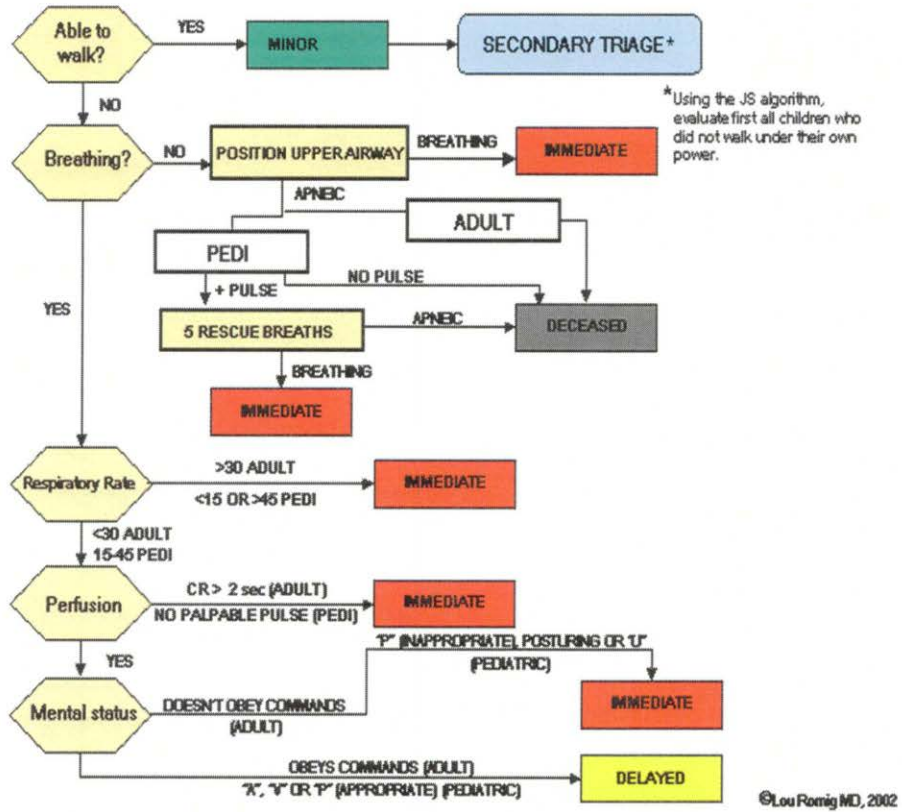 Able to
walk?
YES
MINOR
SECONDARY TRIAGE*
NO
*Using the JS algorithm,
evaluate first all children who
did not walk under their own
power.
Breathing?
NO
POSITION UPPER AIRWAY
BREATHING
IMMEDIATE
APNEIC
ADULT
PEDI
NO PULSE
+ PULSE
YES
5 RESCUE BREATHS
APNEIC
DECEASED
BREATHING
IMMEDIATE
Respiratory Rate
>30 ADULT
<15 OR >45 PEDI
IMMEDIATE
<30 ADULT
15-45 PEDI
Perfusion
CR > 2 sec (ADULT)
NO PALPABLE PULSE (PEDI)
IMMEDIATE
YES
"P" (INAPPROPRIATE), POSTURING OR "U"
(PEDIATRIC)
Mental status
DOESN'T OBEY COMMANDS
(ADULT)
IMMEDIATE
OBEYS COMMANDS (ADULT)
"A", "V" OR "P" (APPROPRIATE) (PEDIATRIC)
DELAYED
©Lou Romig MD, 2002